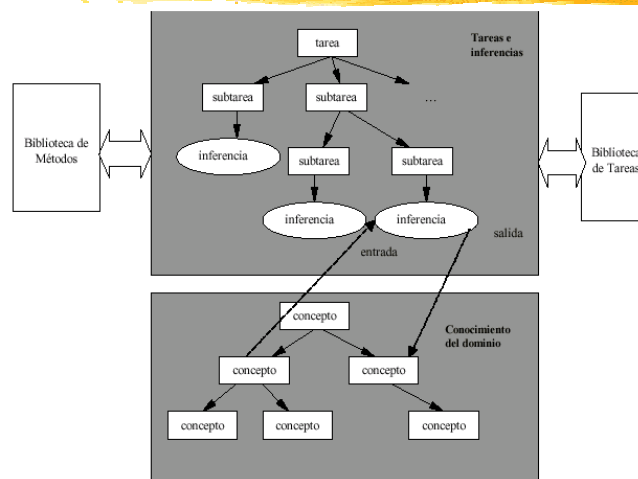 tarea
Tareas e
inferencias
subtarea
subtarea
...
Biblioteca de
Métodos
inferencia
subtarea
subtarea
Biblioteca
de Tareas
inferencia
inferencia
salida
entrada
concepto
Conocimiento
del dominio
concepto
concepto
concepto
concepto
concepto